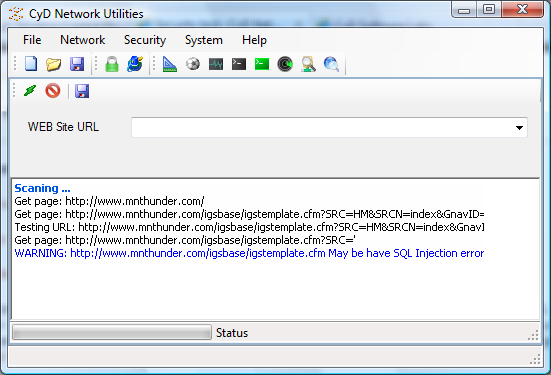 CyD Network Utilities
File Network Security System Help
WEB Site URL
Scaning ...
Get page: http://www.mnthunder.com/
Get page: http://www.mnthunder.com/igsbase/igstemplate.cfm?SRC=HM&SRCN=index&GnavID=
Testing URL: http://www.mnthunder.com/igsbase/igstemplate.cfm?SRC=HM&SRCN=index&GnavI
Get page: http://www.mnthunder.com/igsbase/igstemplate.cfm?SRC='
WARNING: http://www.mnthunder.com/igsbase/igstemplate.cfm May be have SQL Injection error
Status